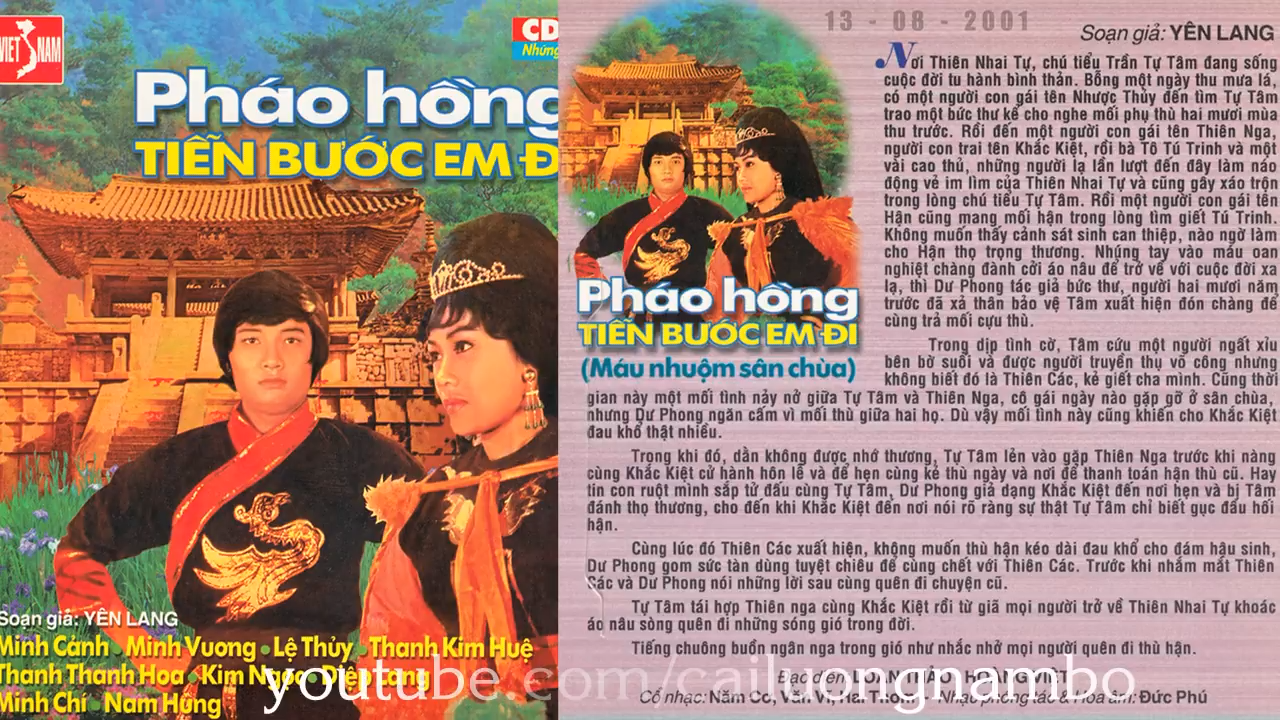 VIỆT NAM
CD
Những
Pháo hồng
TIỄN BƯỚC EM Đ
Soạn giả: YÊN LANG
Minh Cảnh • Minh Vương • Lệ Thủy • Thanh Kim Huệ
Thanh Thanh Hoa • Kim Ngọc • Diệp Lang
Minh Chí • Nam Hùng
13 - 08 - 2001
Soạn giả: YÊN LANG
Nơi Thiên Nhai Tự, chú tiểu Trần Tự Tâm đang sống
cuộc đời tu hành bình thản. Bỗng một ngày thu mưa lá,
có một người con gái tên Nhược Thủy đến tìm Tự Tâm
trao một bức thư kể cho nghe mối phụ thù hai mươi mùa
thu trước. Rồi đến một người con gái tên Thiên Nga,
người con trai tên Khắc Kiệt, rồi bà Tô Tú Trinh và một
vài cao thủ, những người lạ lần lượt đến đây làm náo
động vẻ im lìm của Thiên Nhai Tự và cũng gây xáo trộn
trong lòng chú tiểu Tự Tâm. Rồi một người con gái tên
Hận cũng mang mối hận trong lòng tìm giết Tú Trinh.
Không muốn thấy cảnh sát sinh can thiệp, nào ngờ làm
cho Hận thọ trọng thương. Nhúng tay vào máu oan
nghiệt chàng đành cởi áo nâu để trở về với cuộc đời xa
lạ, thì Dư Phong tác giả bức thư, người hai mươi năm
trước đã xả thân bảo vệ Tâm xuất hiện đón chàng để
cùng trả mối cựu thù.
Pháo hồng
TIỄN BƯỚC EM ĐI
(Máu nhuộm sân chùa)
Trong dịp tình cờ, Tâm cứu một người ngất xỉu
bên bờ suối và được người truyền thụ võ công nhưng
không biết đó là Thiên Các, kẻ giết cha mình. Cũng thời
gian này một mối tình nảy nở giữa Tự Tâm và Thiên Nga, cô gái ngày nào gặp gỡ ở sân chùa,
nhưng Dư Phong ngăn cấm vì mối thù giữa hai họ. Dù vậy mối tình này cũng khiến cho Khắc Kiệt
đau khổ thật nhiều.
Trong khi đó, dằn không được nhớ thương, Tự Tâm lẻn vào gặp Thiên Nga trước khi nàng
cùng Khắc Kiệt cử hành hôn lễ và để hẹn cùng kẻ thù ngày và nơi để thanh toán hận thù cũ. Hay
tin con ruột mình sắp tử đấu cùng Tự Tâm, Dư Phong giả dạng Khắc Kiệt đến nơi hẹn và bị Tâm
đánh thọ thương, cho đến khi Khắc Kiệt đến nơi nói rõ ràng sự thật Tự Tâm chỉ biết gục đầu hối
hận.
Cùng lúc đó Thiên Các xuất hiện, không muốn thù hận kéo dài đau khổ cho đám hậu sinh,
Dư Phong gom sức tàn dùng tuyệt chiêu để cùng chết với Thiên Các. Trước khi nhắm mắt Thiên
Các và Dư Phong nói những lời sau cùng quên đi chuyện cũ.
Tự Tâm tái hợp Thiên nga cùng Khắc Kiệt rồi từ giã mọi người trở về Thiên Nhai Tự khoác
áo nâu sòng quên đi những sóng gió trong đời.
Tiếng chuông buồn ngân nga trong gió như nhắc nhở mọi người quên đi thù hận.
youtube.com/cailuongnambo
Cổ nhạc: Năm Cơ, Văn Vĩ, Hai Thơm • Nhạc phong tác & Hòa âm: Đức Phú